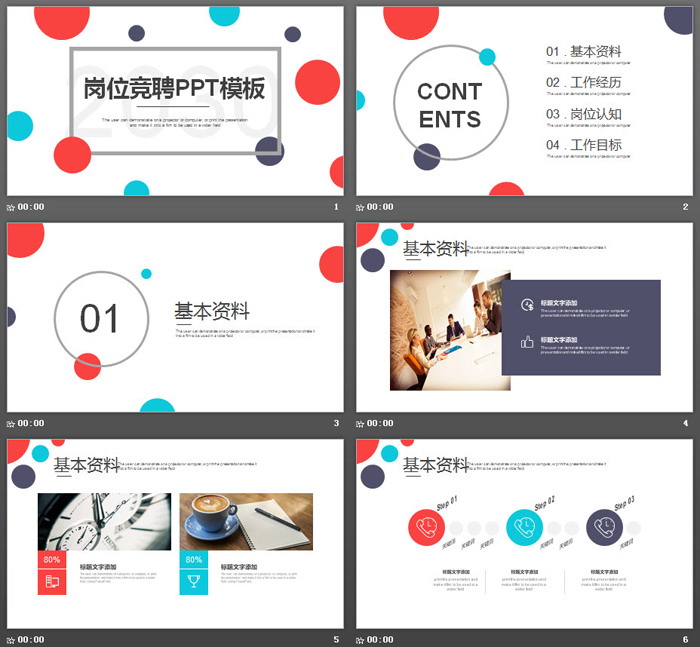 2030
岗位竞聘PPT模板
The user can demonstrate on a projector or computer, or print the presentation
and make it into a film to be used in a wider field
00:00
1
CONT
ENTS
01 . 基本资料
The user can demonstrate on a projector or computer
02 . 工作经历
The user can demonstrate on a projector or computer
03 . 岗位认知
The user can demonstrate on a projector or computer
04 . 工作目标
The user can demonstrate on a projector or computer
00:00
2
01
基本资料
The user can demonstrate on a projector or computer, or print the presentation and make it
into a film to be used in a wider field
00:00
3
基本资料
The user can demonstrate on a projector or computer, or print the presentation and make it
into a film to be used in a wider field
标题文字添加
The user can demonstrate on a projector or computer, or print the
presentation and make it into a film to be used in a wider field
标题文字添加
The user can demonstrate on a projector or computer, or print the
presentation and make it into a film to be used in a wider field
00:00
4
基本资料
The user can demonstrate on a projector or computer, or print the presentation and make it
into a film to be used in a wider field
80%
标题文字添加
80%
标题文字添加
00:00
5
基本资料
The user can demonstrate on a projector or computer, or print the presentation and make it
into a film to be used in a wider field
Step 01
关键词
关键词
Step 02
关键词
关键词
Step 03
关键词
标题文字添加
print the presentation and
make it into a film to be used in a
wider field
标题文字添加
print the presentation and
make it into a film to be used in a
wider field
标题文字添加
print the presentation and
make it into a film to be used in a
wider field
00:00
6